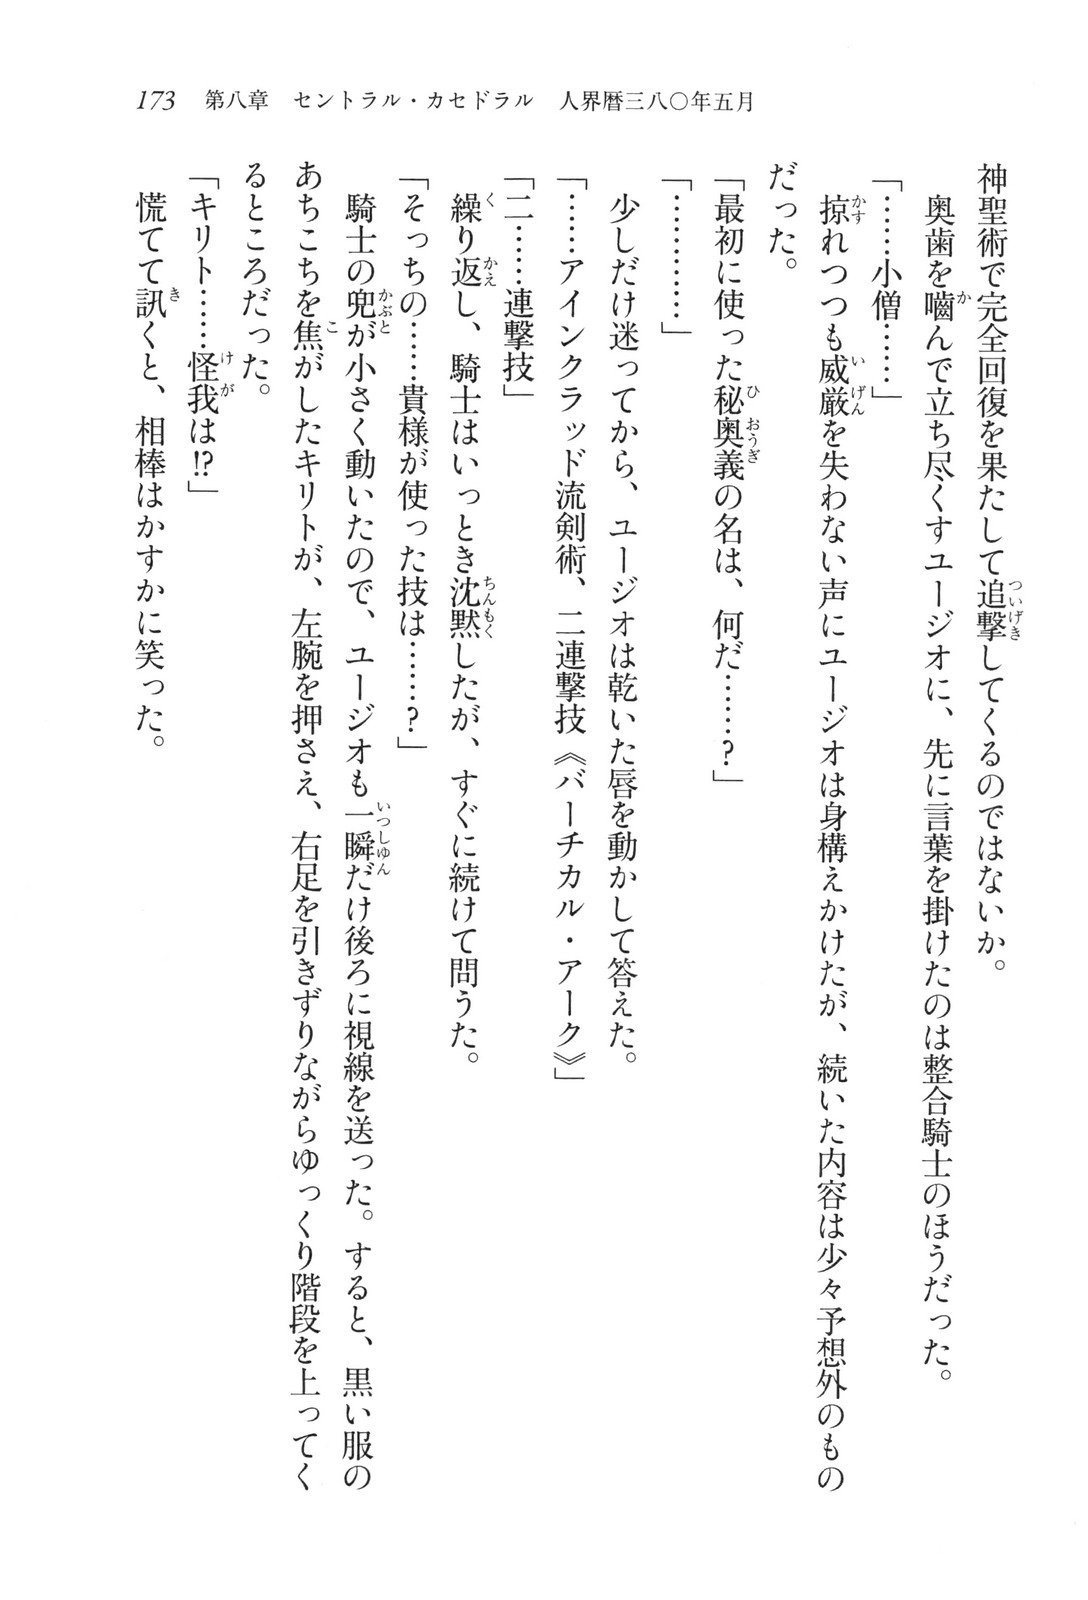 173　第八章　セントラル・カセドラル　人界暦三八〇年五月
神聖術で完全回復を果たして追撃してくるのではないか。
　奥歯を嚙んで立ち尽くすユージオに、先に言葉を掛けたのは整合騎士のほうだった。
「……小僧……」
　掠れつつも威厳を失わない声にユージオは身構えかけたが、続いた内容は少々予想外のもの
だった。
「最初に使った秘奥義の名は、何だ……？」
「…………」
　少しだけ迷ってから、ユージオは乾いた唇を動かして答えた。
「……アインクラッド流剣術、二連撃技《バーチカル・アーク》」
「二……連撃技」
　繰り返し、騎士はいっとき沈黙したが、すぐに続けて問うた。
「そっちの……貴様が使った技は……？」
　騎士の兜が小さく動いたので、ユージオも一瞬だけ後ろに視線を送った。すると、黒い服の
あちこちを焦がしたキリトが、左腕を押さえ、右足を引きずりながらゆっくり階段を上ってく
るところだった。
「キリト……怪我は!?」
　慌てて訊くと、相棒はかすかに笑った。